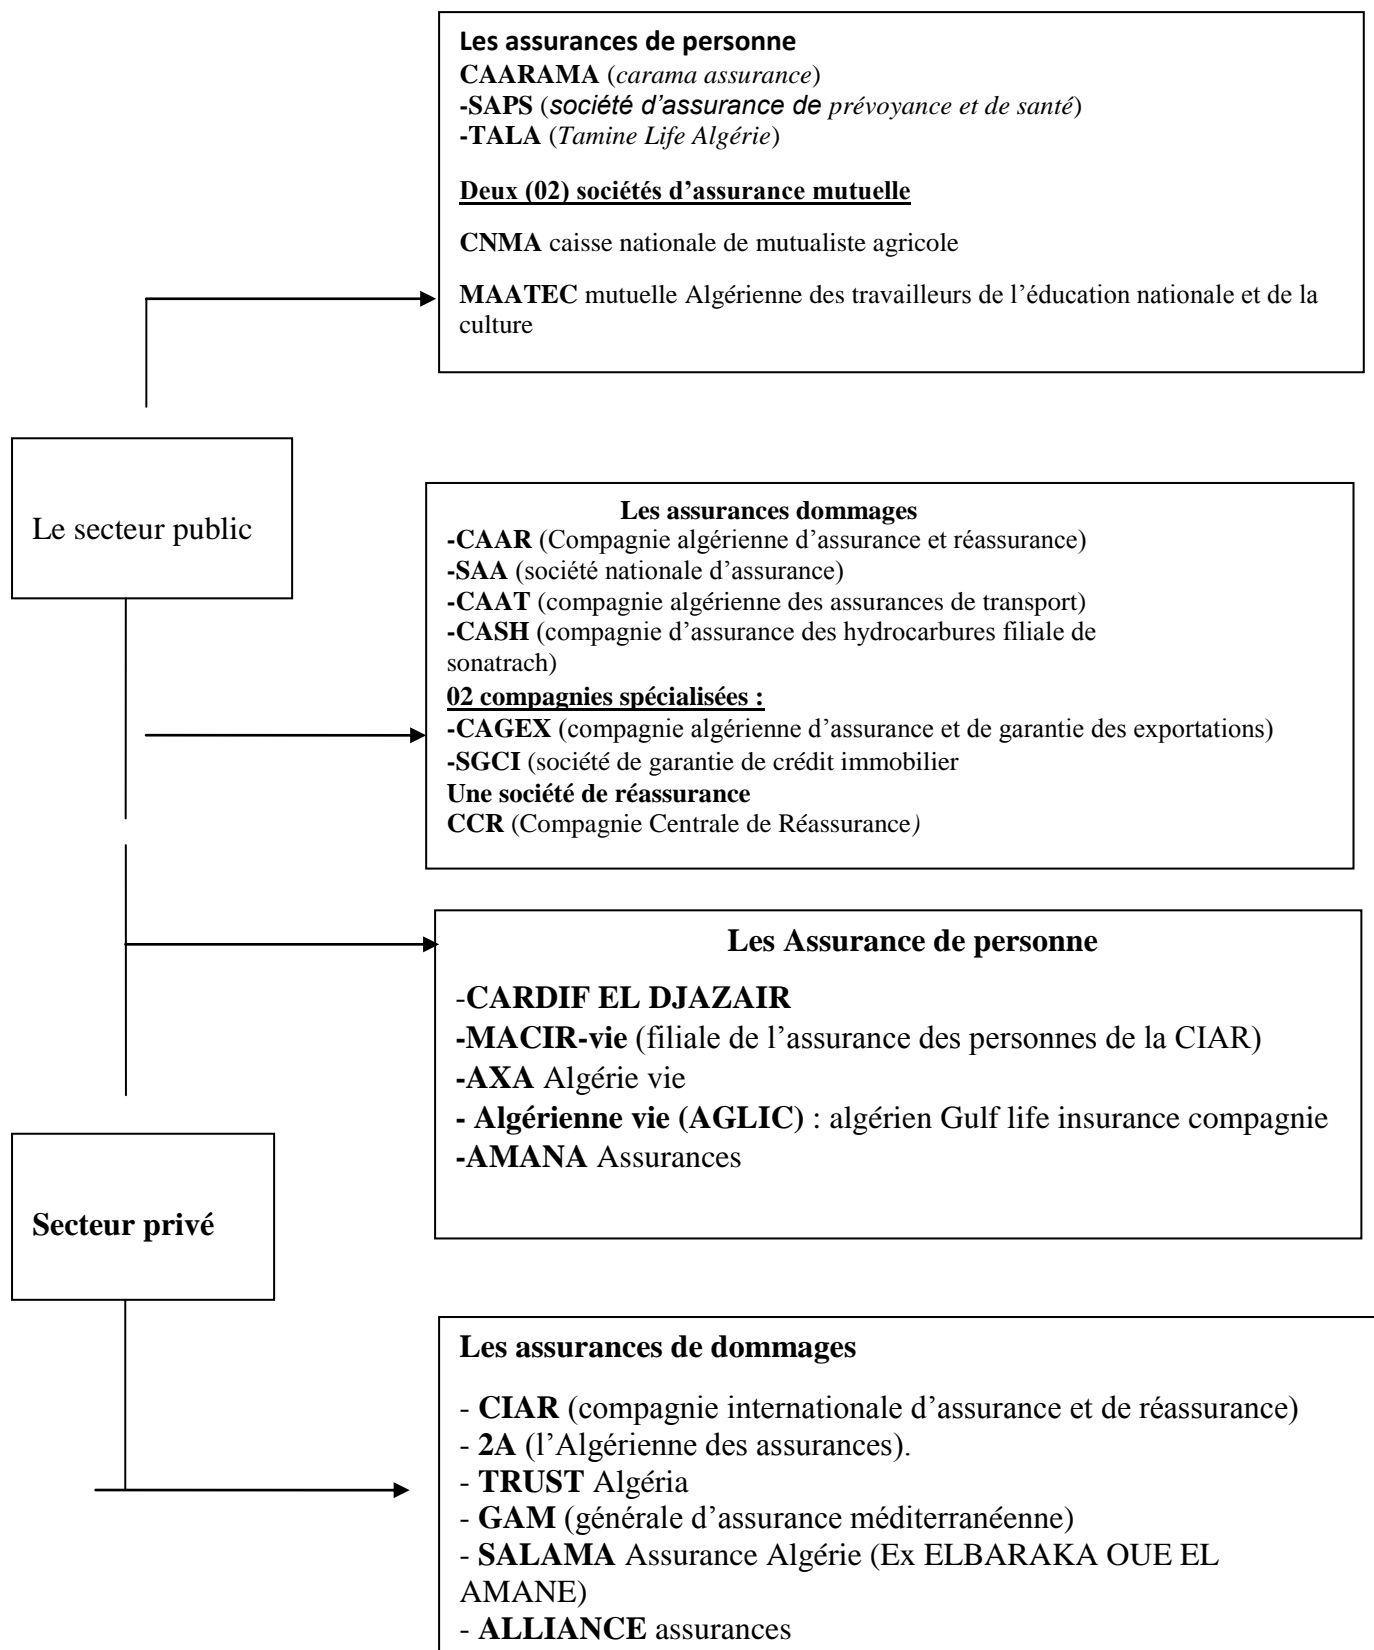 Les assurances de personne
CAARAMA (carama assurance)
-SAPS (société d’assurance de prévoyance et de santé)
-TALA (Tamine Life Algérie)
Deux (02) sociétés d’assurance mutuelle
CNMA caisse nationale de mutualiste agricole
MAATEC mutuelle Algérienne des travailleurs de l’éducation nationale et de la
culture
Le secteur public
Les assurances dommages
-CAAR (Compagnie algérienne d’assurance et réassurance)
-SAA (société nationale d’assurance)
-CAAT (compagnie algérienne des assurances de transport)
-CASH (compagnie d’assurance des hydrocarbures filiale de
sonatrach)
02 compagnies spécialisées :
-CAGEX (compagnie algérienne d’assurance et de garantie des exportations)
-SGCI (société de garantie de crédit immobilier
Une société de réassurance
CCR (Compagnie Centrale de Réassurance)
Les Assurance de personne
-CARDIF EL DJAZAIR
-MACIR-vie (filiale de l’assurance des personnes de la CIAR)
-AXA Algérie vie
- Algérienne vie (AGLIC) : algérien Gulf life insurance compagnie
-AMANA Assurances
Secteur privé
Les assurances de dommages
- CIAR (compagnie internationale d’assurance et de réassurance)
- 2A (l’Algérienne des assurances).
- TRUST Algéria
- GAM (générale d’assurance méditerranéenne)
- SALAMA Assurance Algérie (Ex ELBARAKA OUE EL
AMANE)
- ALLIANCE assurances